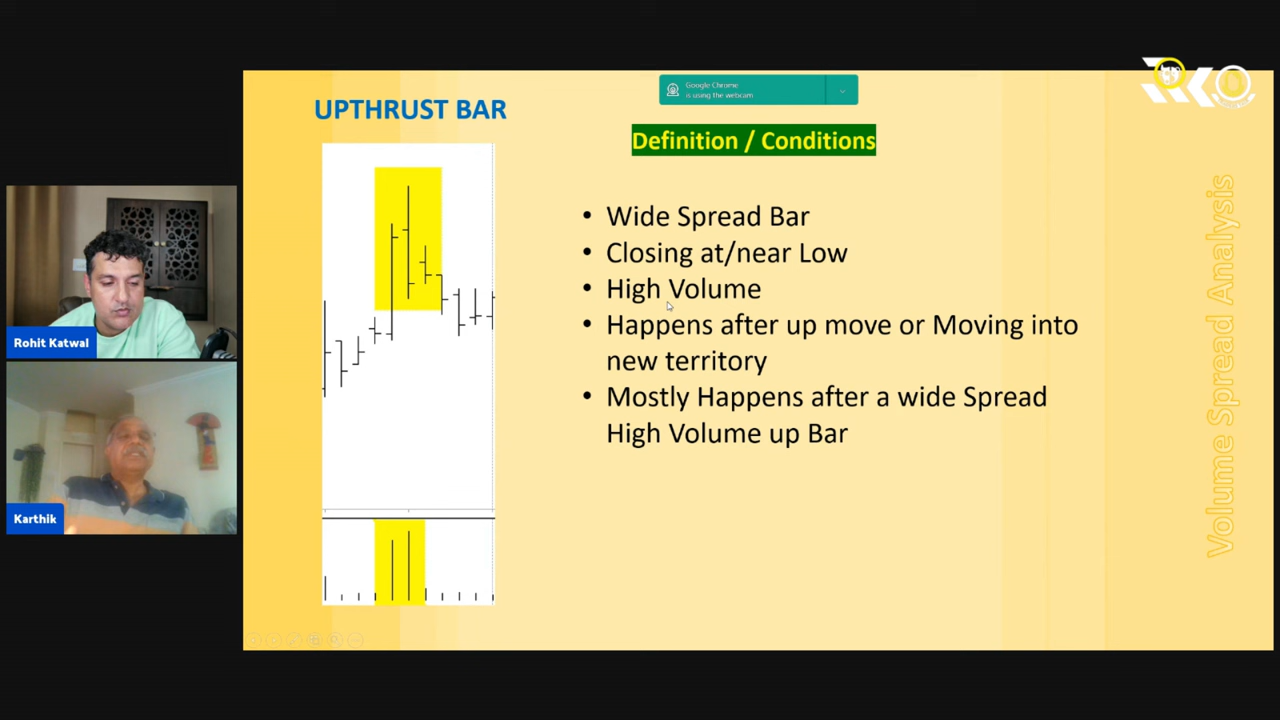 UPTHRUST BAR
Google Chrome
is using the webcam
Definition / Conditions
• Wide Spread Bar
• Closing at/near Low
• High Volume
• Happens after up move or Moving into
new territory
• Mostly Happens after a wide Spread
High Volume up Bar
Volume Spread Analysis
Rohit Katwal
Karthik